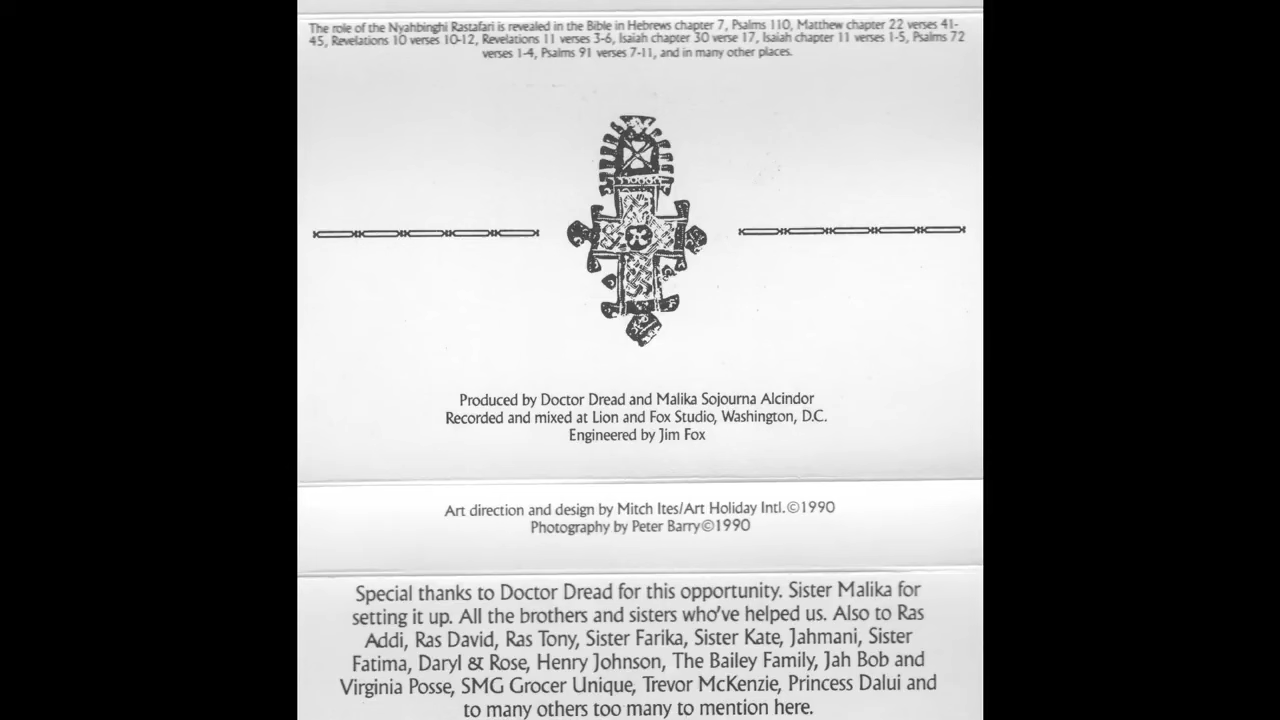 The role of the Nyahbinghi Rastafari is revealed in the Bible in Hebrews chapter 7, Psalms 110, Matthew chapter 22 verses 41-
45, Revelations 10 verses 10-12, Revelations 11 verses 3-6, Isaiah chapter 30 verse 17, Isaiah chapter 11 verses 1-5, Psalms 72
verses 1-4, Psalms 91 verses 7-11, and in many other places.
Produced by Doctor Dread and Malika Sojourna Alcindor
Recorded and mixed at Lion and Fox Studio, Washington, D.C.
Engineered by Jim Fox
Art direction and design by Mitch Ites/Art Holiday Intl.©1990
Photography by Peter Barry©1990
Special thanks to Doctor Dread for this opportunity. Sister Malika for
setting it up. All the brothers and sisters who've helped us. Also to Ras
Addi, Ras David, Ras Tony, Sister Farika, Sister Kate, Jahmani, Sister
Fatima, Daryl & Rose, Henry Johnson, The Bailey Family, Jah Bob and
Virginia Posse, SMG Grocer Unique, Trevor McKenzie, Princess Dalui and
to many others too many to mention here.